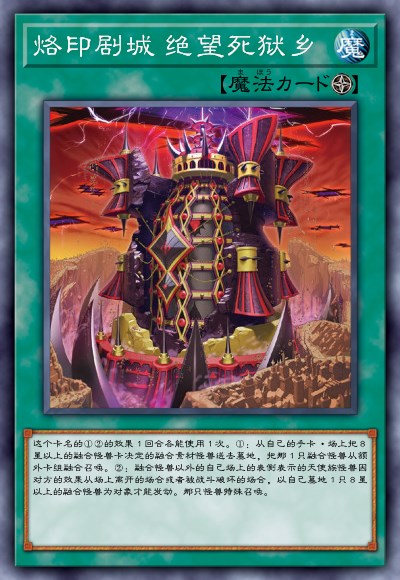 烙印剧城 绝望死狱乡
魔
【魔法カード】
まほう
这个卡名的①②的效果1回合各能使用1次。①：从自己的手卡·场上把8
星以上的融合怪兽卡决定的融合素材怪兽送去墓地，把那1只融合怪兽从额
外卡组融合召唤。②：融合怪兽以外的自己场上的表侧表示的天使族怪兽因
对方的效果从场上离开的场合或者被战斗破坏的场合，以自己墓地1只8星
以上的融合怪兽为对象才能发动。那只怪兽特殊召唤。